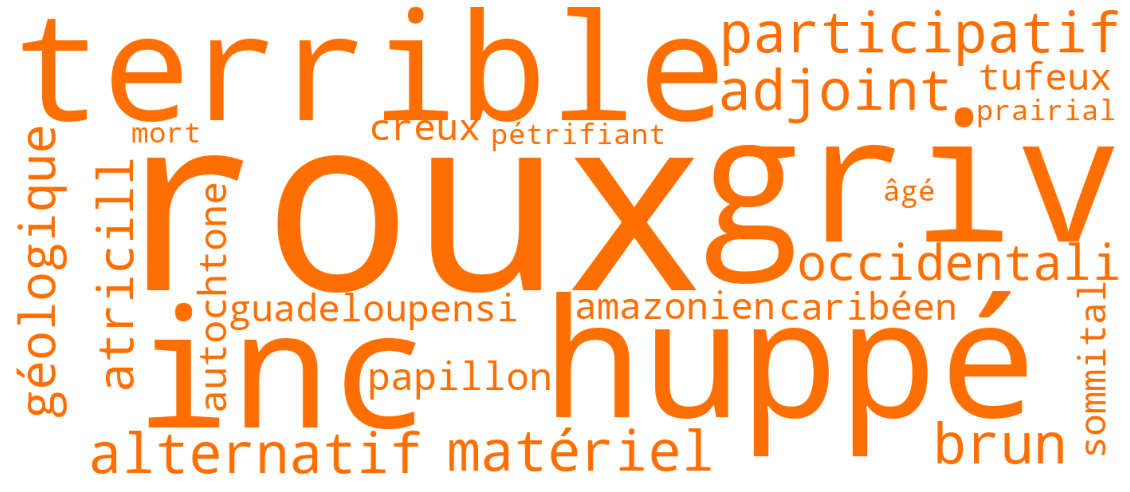 terrible
participatif
adjoint
tufeux
prairial
mort
creux
pétrifiant
roux
griv
âgé
géologique
atricill
autochtone
occidentali
guadeloupensi
amazonien
caribéen
inc
huppé
papillon
sommital
alternatif
matériel
brun